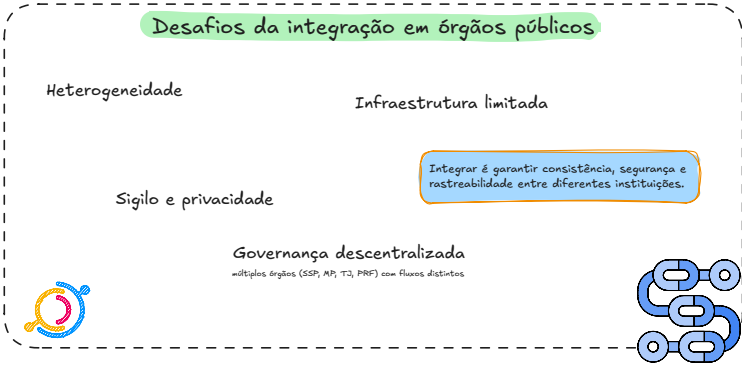 Desafios da integração em órgãos públicos
Heterogeneidade
Infraestrutura limitada
Integrar é garantir consistência, segurança e
rastreabilidade entre diferentes instituições.
Sigilo e privacidade
Governança descentralizada
múltiplos órgãos (SSP, MP, TJ, PRF) com fluxos distintos